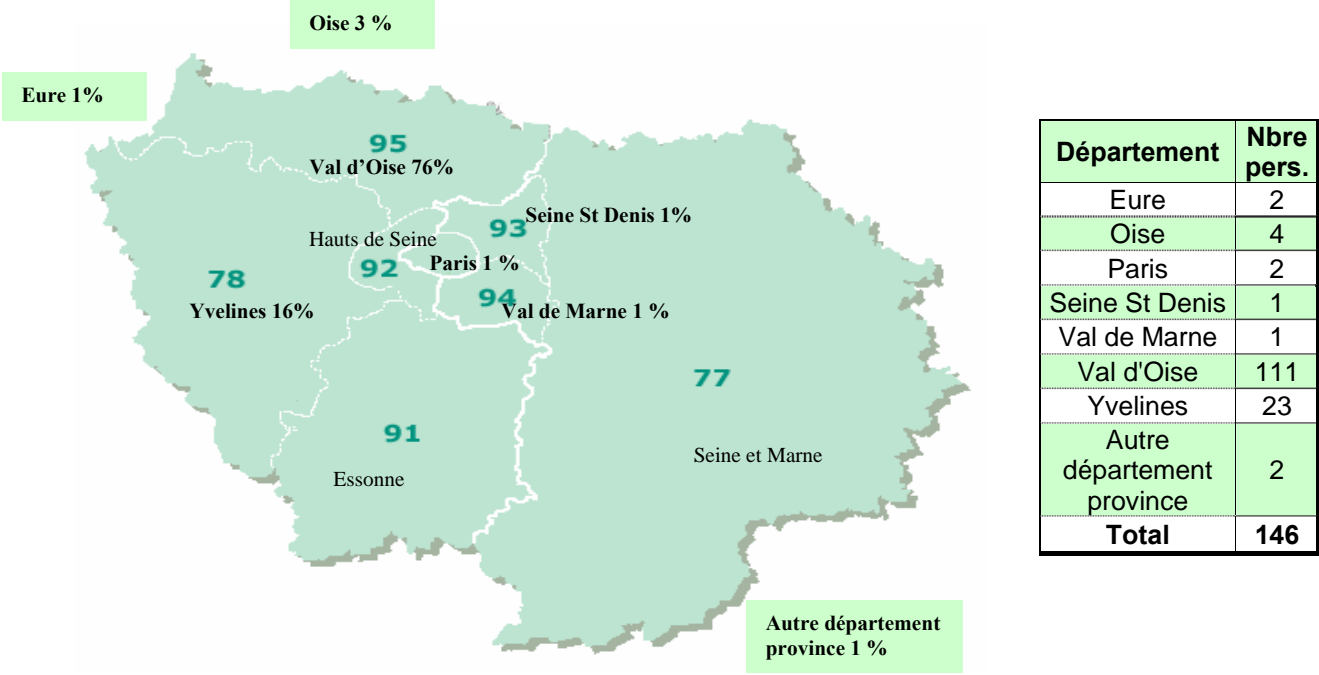 Oise 3 %
Eure 1%
95
Val d’Oise 76%
93
Seine St Denis 1%
Hauts de Seine
92
Paris 1 %
78
Yvelines 16%
94
Val de Marne 1 %
77
91
Seine et Marne
Essonne
Autre département
province 1 %
Département Nbre pers.
Eure 2
Oise 4
Paris 2
Seine St Denis 1
Val de Marne 1
Val d'Oise 111
Yvelines 23
Autre département province 2
Total 146